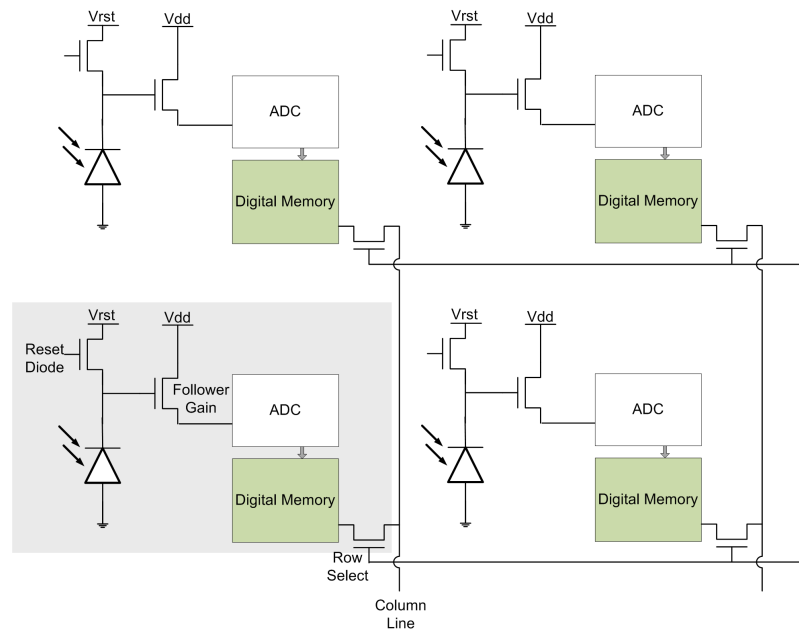 Vrst
Vdd
ADC
Digital Memory
Vrst
Vdd
ADC
Digital Memory
Vrst
Vdd
Reset
Diode
Follower
Gain
ADC
Digital Memory
Row
Select
Column
Line
Vrst
Vdd
ADC
Digital Memory